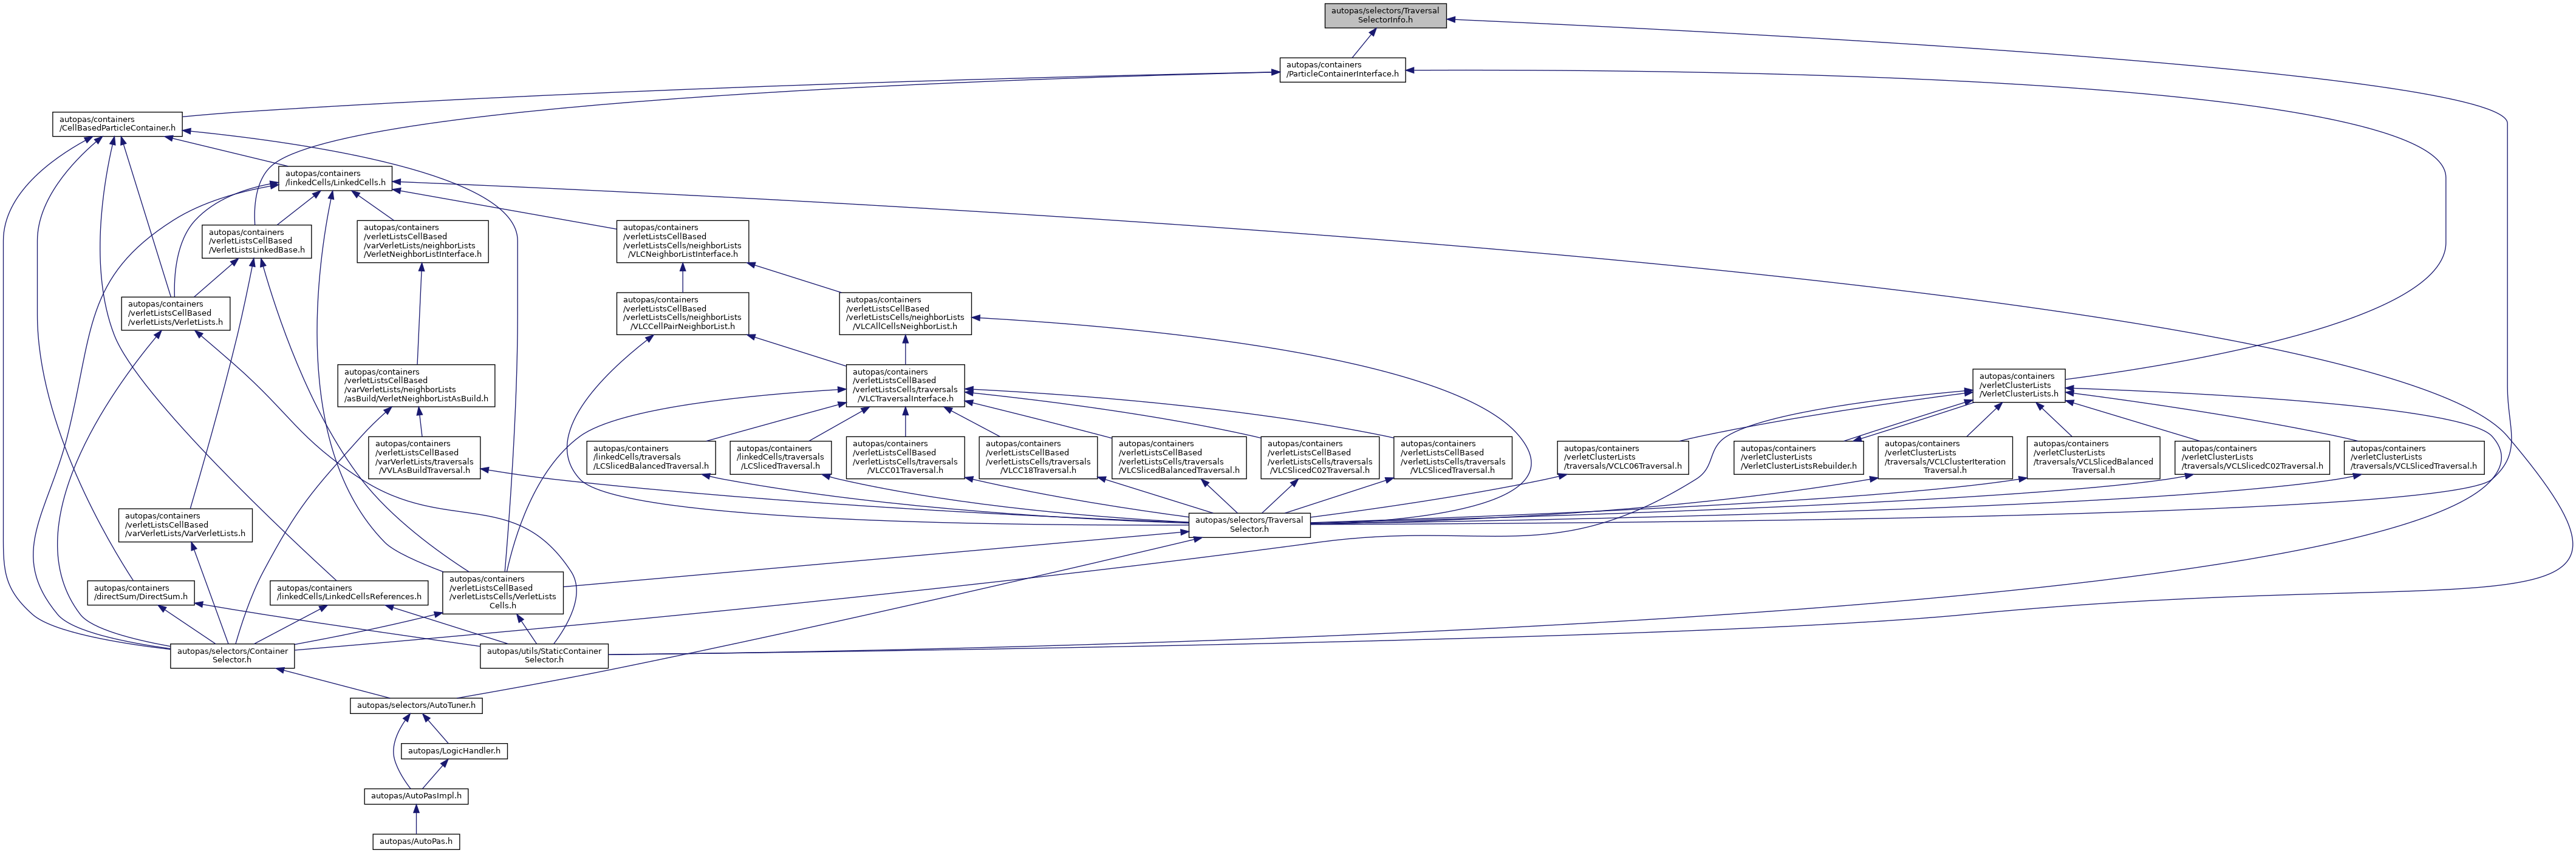 autopas/selectors/Traversal
SelectorInfo.h
autopas/containers
/ParticleContainerInterface.h
autopas/containers
/CellBasedParticleContainer.h
autopas/containers
/linkedCells/LinkedCells.h
autopas/containers
/verletListsCellBased
/VerletListsLinkedBase.h
autopas/containers
/verletListsCellBased
/varVerletLists/neighborLists
/VerletNeighborListInterface.h
autopas/containers
/verletListsCellBased
/verletListsCells/neighborLists
/VLCNeighborListInterface.h
autopas/containers
/verletListsCellBased
/verletLists/VerletLists.h
autopas/containers
/verletListsCellBased
/verletListsCells/neighborLists
/VLCCellPairNeighborList.h
autopas/containers
/verletListsCellBased
/verletListsCells/neighborLists
/VLCAllCellsNeighborList.h
autopas/containers
/verletListsCellBased
/varVerletLists/neighborLists
/asBuild/VerletNeighborListAsBuild.h
autopas/containers
/verletListsCellBased
/verletListsCells/traversals
/VLCTraversalInterface.h
autopas/containers
/verletClusterLists
/VerletClusterLists.h
autopas/containers
/verletListsCellBased
/varVerletLists/traversals
/VVLAsBuildTraversal.h
autopas/containers
/linkedCells/traversals
/LCSlicedBalancedTraversal.h
autopas/containers
/linkedCells/traversals
/LCSlicedTraversal.h
autopas/containers
/verletListsCellBased
/verletListsCells/traversals
/VLCC01Traversal.h
autopas/containers
/verletListsCellBased
/verletListsCells/traversals
/VLCC18Traversal.h
autopas/containers
/verletListsCellBased
/verletListsCells/traversals
/VLCSlicedBalancedTraversal.h
autopas/containers
/verletListsCellBased
/verletListsCells/traversals
/VLCSlicedC02Traversal.h
autopas/containers
/verletListsCellBased
/verletListsCells/traversals
/VLCSlicedTraversal.h
autopas/containers
/verletClusterLists
/traversals/VCLC06Traversal.h
autopas/containers
/verletClusterLists
/VerletClusterListsRebuilder.h
autopas/containers
/verletClusterLists
/traversals/VCLClusterIteration
Traversal.h
autopas/containers
/verletClusterLists
/traversals/VCLSlicedBalanced
Traversal.h
autopas/containers
/verletClusterLists
/traversals/VCLSlicedC02Traversal.h
autopas/containers
/verletClusterLists
/traversals/VCLSlicedTraversal.h
autopas/containers
/verletListsCellBased
/varVerletLists/VarVerletLists.h
autopas/selectors/Traversal
Selector.h
autopas/containers
/directSum/DirectSum.h
autopas/containers
/linkedCells/LinkedCellsReferences.h
autopas/containers
/verletListsCellBased
/verletListsCells/VerletLists
Cells.h
autopas/selectors/Container
Selector.h
autopas/utils/StaticContainer
Selector.h
autopas/selectors/AutoTuner.h
autopas/LogicHandler.h
autopas/AutoPasImpl.h
autopas/AutoPas.h